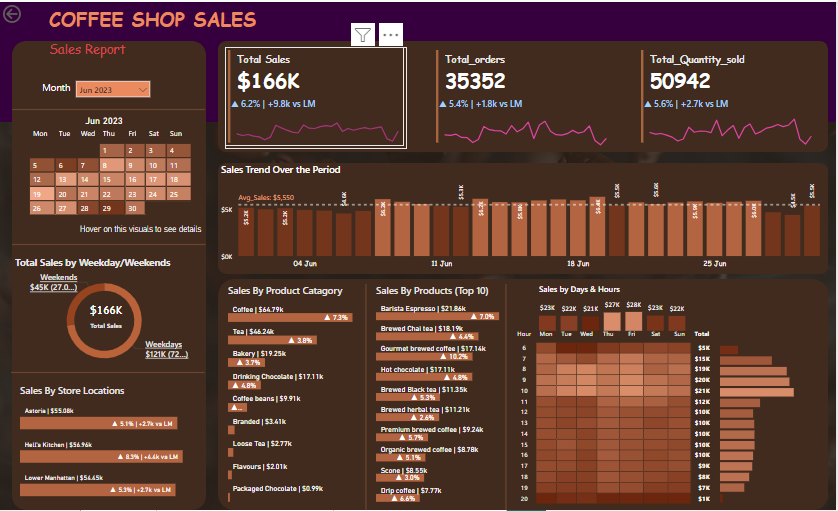 COFFEE SHOP SALES
Sales Report
Month Jun 2023
Jun 2023
Mon Tue Wed Thu Fri Sat Sun
1 2 3 4
5 6 7 8 9 10 11
12 13 14 15 16 17 18
19 20 21 22 23 24 25
26 27 28 29 30
Hover on this visuals to see details
Total Sales by Weekday/Weekends
Weekends
$45K (27.0...)
$166K
Total Sales
Weekdays
$121K (72...)
Sales By Store Locations
Astoria | $55.08k
▲ 5.1% | +2.7k vs LM
Hell's Kitchen | $56.96k
▲ 8.3% | +4.4k vs LM
Lower Manhattan | $54.45k
▲ 5.3% | +2.7k vs LM
Total Sales
$166K
▲ 6.2% | +9.8k vs LM
Total_orders
35352
▲ 5.4% | +1.8k vs LM
Total_Quantity_sold
50942
▲ 5.6% | +2.7k vs LM
Sales Trend Over the Period
Avg_Sales: $5,550
$5K
$0K
04 Jun 11 Jun 18 Jun 25 Jun
Sales By Product Catagory
Coffee | $64.79k
▲ 7.3%
Tea | $46.24k
▲ 3.8%
Bakery | $19.25k
▲ 3.7%
Drinking Chocolate | $17.11k
▲ 4.8%
Coffee beans | $9.91k
▲...
Branded | $3.41k
Loose Tea | $2.77k
Flavours | $2.01k
Packaged Chocolate | $0.99k
Sales By Products (Top 10)
Barista Espresso | $21.86k
▲ 7.0%
Brewed Chai tea | $18.19k
▲ 4.4%
Gourmet brewed coffee | $17.14k
▲ 10.2%
Hot chocolate | $17.11k
▲ 4.8%
Brewed Black tea | $11.35k
▲ 5.3%
Brewed herbal tea | $11.21k
▲ 2.6%
Premium brewed coffee | $9.24k
▲ 5.7%
Organic brewed coffee | $8.78k
▲ 5.1%
Scone | $8.55k
▲ 3.0%
Drip coffee | $7.77k
▲ 6.6%
Sales by Days & Hours
$23K $22K $21K $27K $28K $23K $22K
Hour Mon Tue Wed Thu Fri Sat Sun Total
6 $5K
7 $15K
8 $19K
9 $20K
10 $21K
11 $12K
12 $10K
13 $10K
14 $10K
15 $10K
16 $10K
17 $9K
18 $8K
19 $7K
20 $1K